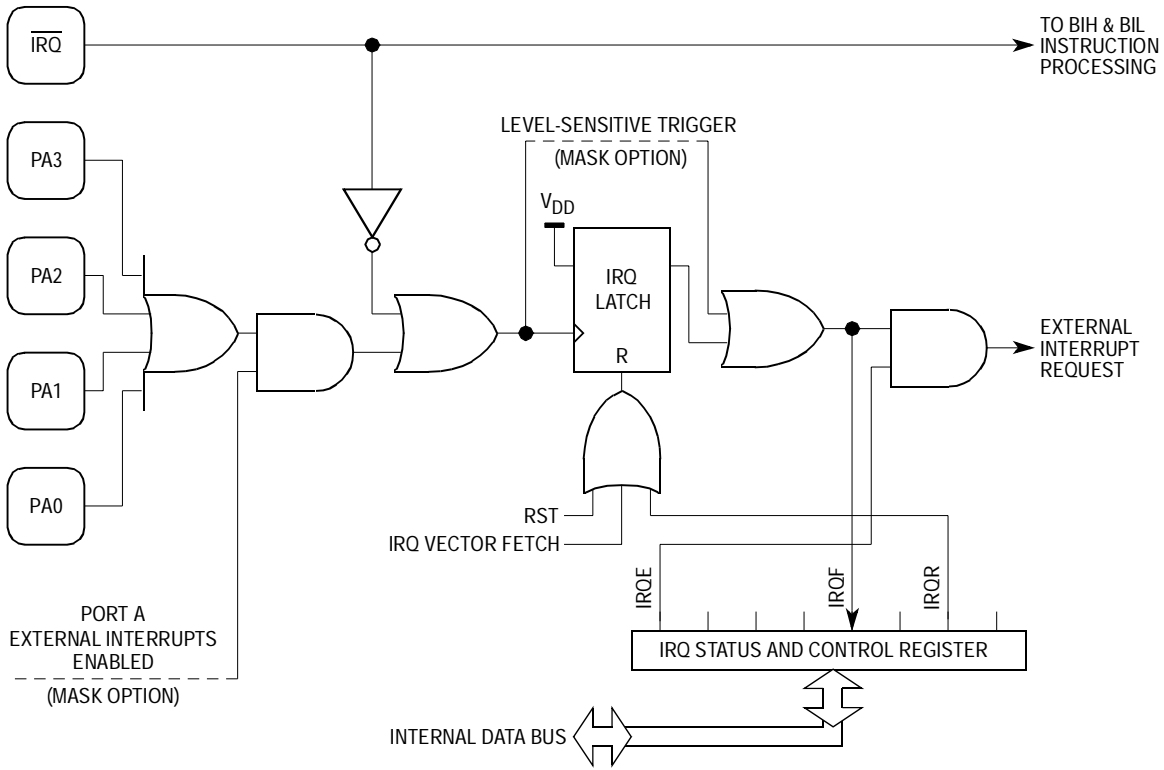 IRQ
TO BIH & BIL
INSTRUCTION
PROCESSING
PA3
LEVEL-SENSITIVE TRIGGER
(MASK OPTION)
VDD
PA2
IRQ
LATCH
R
EXTERNAL
INTERRUPT
REQUEST
PA1
PA0
RST
IRQ VECTOR FETCH
IRQE
IRQF
IRQR
PORT A
EXTERNAL INTERRUPTS
ENABLED
(MASK OPTION)
IRQ STATUS AND CONTROL REGISTER
INTERNAL DATA BUS